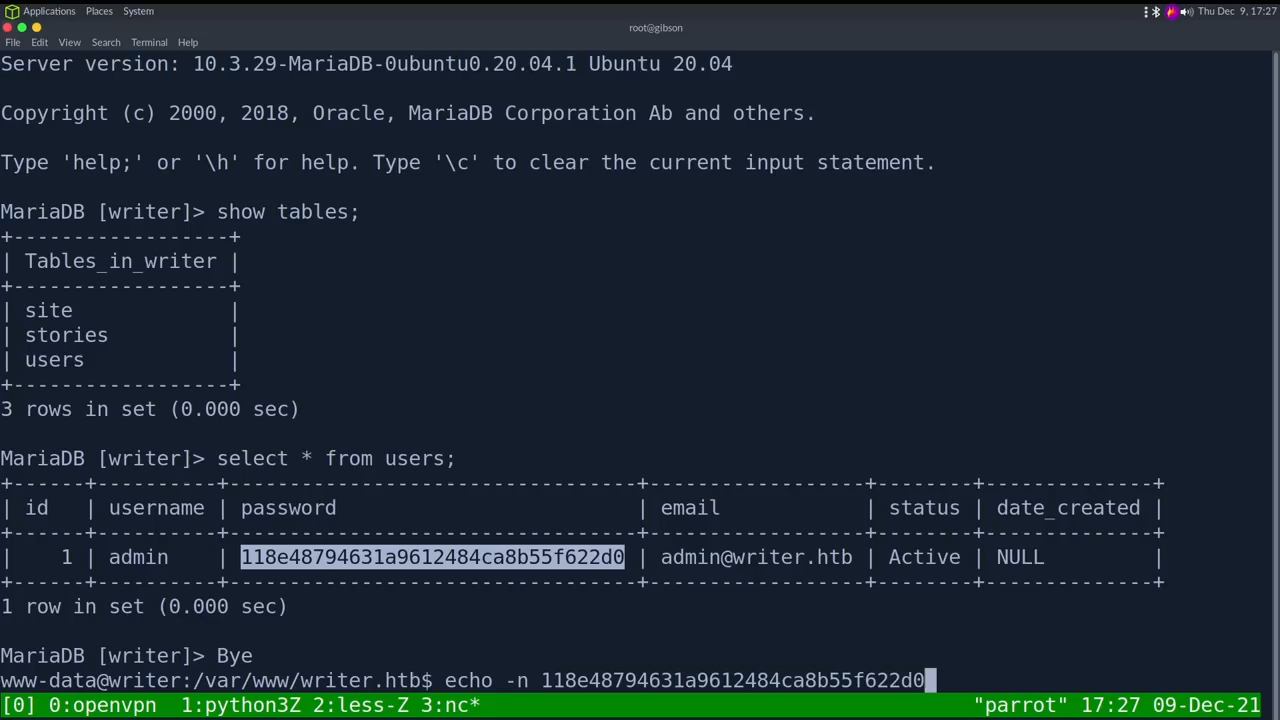 Applications Places System Thu Dec 9, 17:27
root@gibson
File Edit View Search Terminal Help
Server version: 10.3.29-MariaDB-0ubuntu0.20.04.1 Ubuntu 20.04
Copyright (c) 2000, 2018, Oracle, MariaDB Corporation Ab and others.
Type 'help;' or '\h' for help. Type '\c' to clear the current input statement.
MariaDB [writer]> show tables;
+------------------+
| Tables_in_writer |
+------------------+
| site             |
| stories          |
| users            |
+------------------+
3 rows in set (0.000 sec)
MariaDB [writer]> select * from users;
+------+----------+----------------------------------+------------------+--------+--------------+
| id   | username | password                         | email            | status | date_created |
+------+----------+----------------------------------+------------------+--------+--------------+
|    1 | admin    | 118e48794631a9612484ca8b55f622d0 | admin@writer.htb | Active | NULL         |
+------+----------+----------------------------------+------------------+--------+--------------+
1 row in set (0.000 sec)
MariaDB [writer]> Bye
www-data@writer:/var/www/writer.htb$ echo -n 118e48794631a9612484ca8b55f622d0
[0] 0:openvpn  1:python3Z 2:less-Z 3:nc* "parrot" 17:27 09-Dec-21